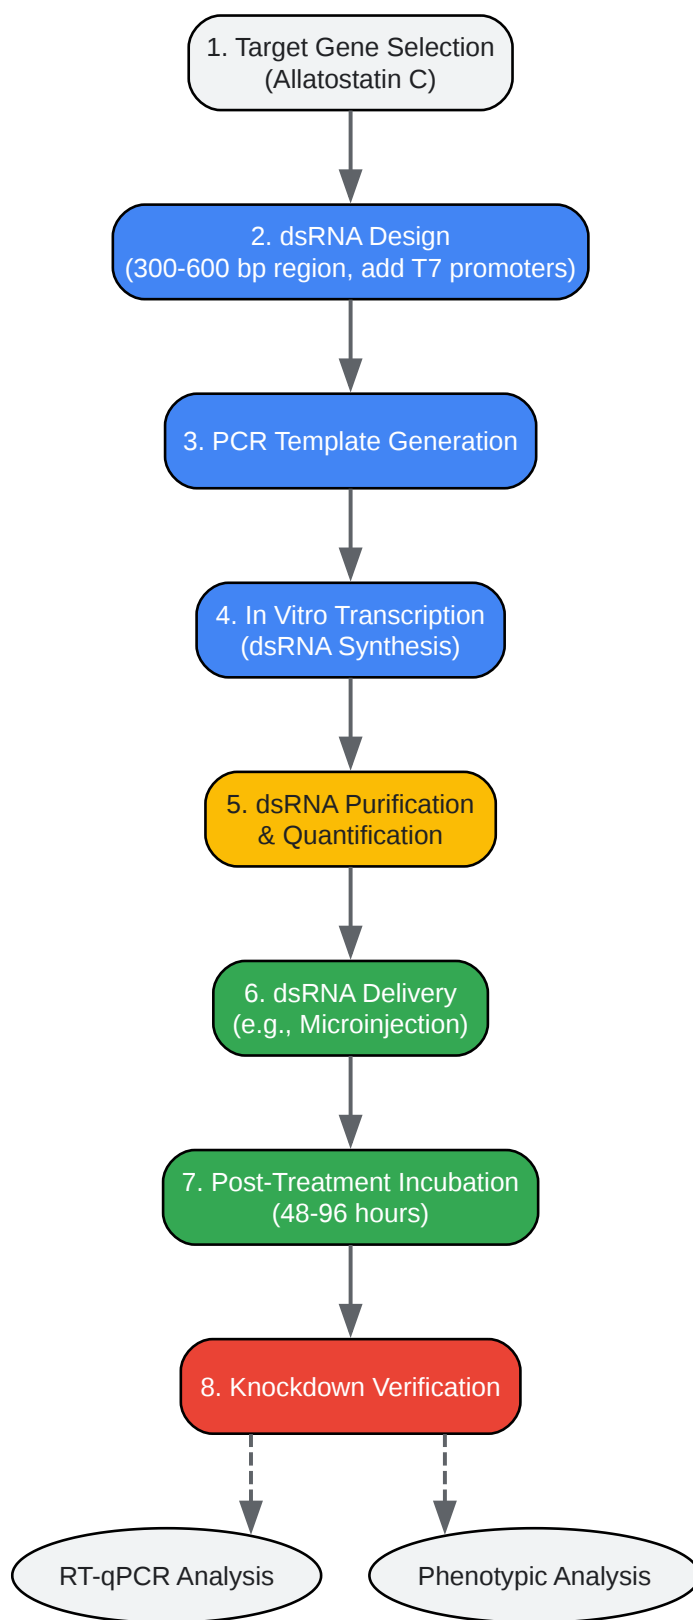 1. Target Gene Selection
(Allatostatin C)
2. dsRNA Design
(300-600 bp region, add T7 promoters)
3. PCR Template Generation
4. In Vitro Transcription
(dsRNA Synthesis)
5. dsRNA Purification
& Quantification
6. dsRNA Delivery
(e.g., Microinjection)
7. Post-Treatment Incubation
(48-96 hours)
8. Knockdown Verification
RT-qPCR Analysis
Phenotypic Analysis